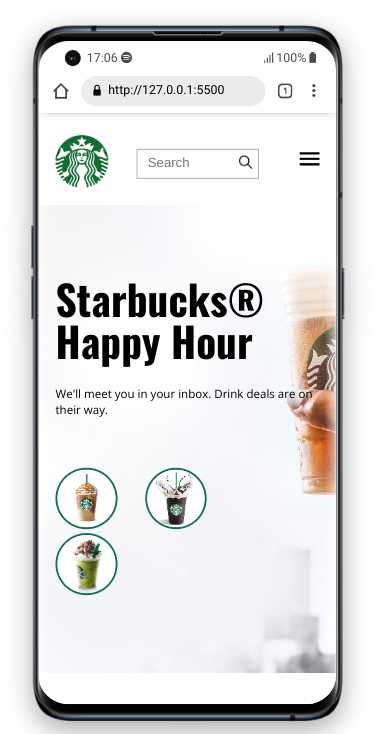 17:06
100%
http://127.0.0.1:5500
1
Search
Starbucks®
Happy Hour
We'll meet you in your inbox. Drink deals are on
their way.